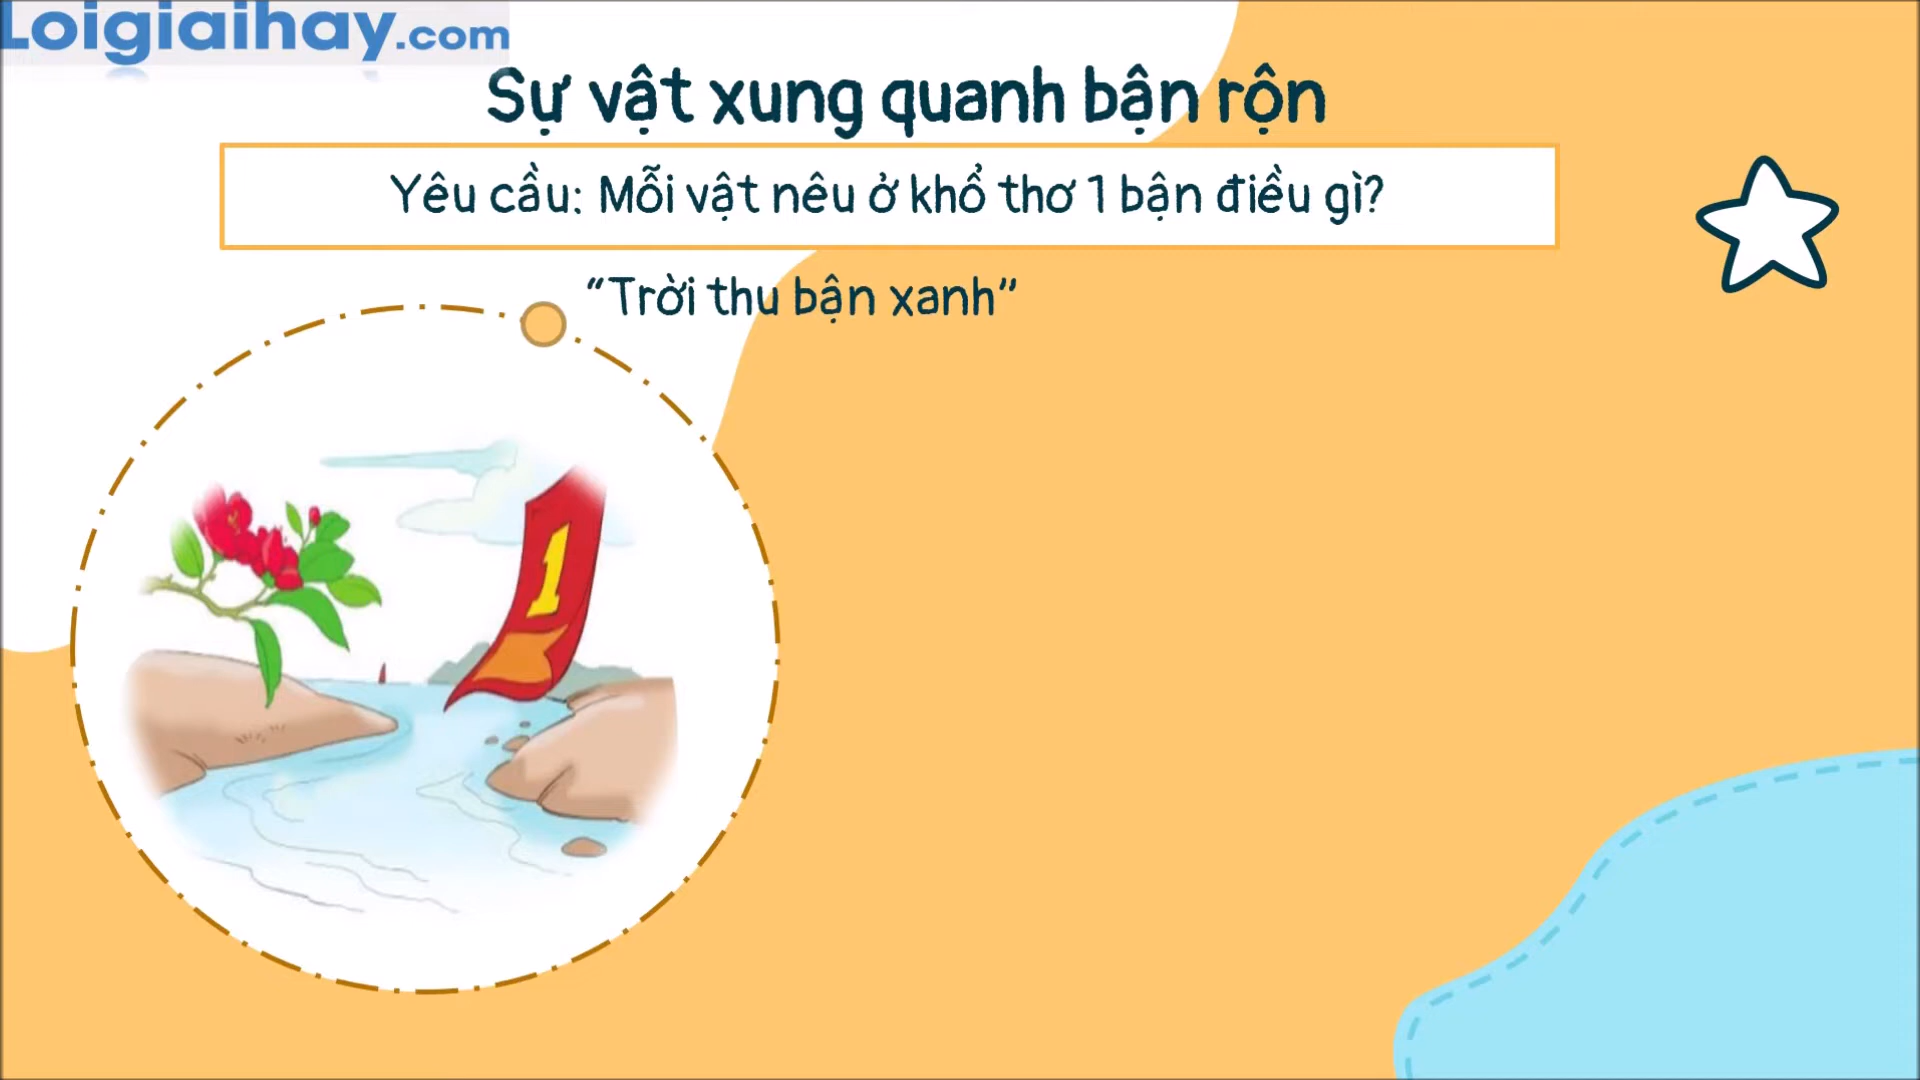 Loigiaihay.com
Sự vật xung quanh bận rộn
Yêu cầu: Mỗi vật nêu ở khổ thơ 1 bận điều gì?
“Trời thu bận xanh”
1